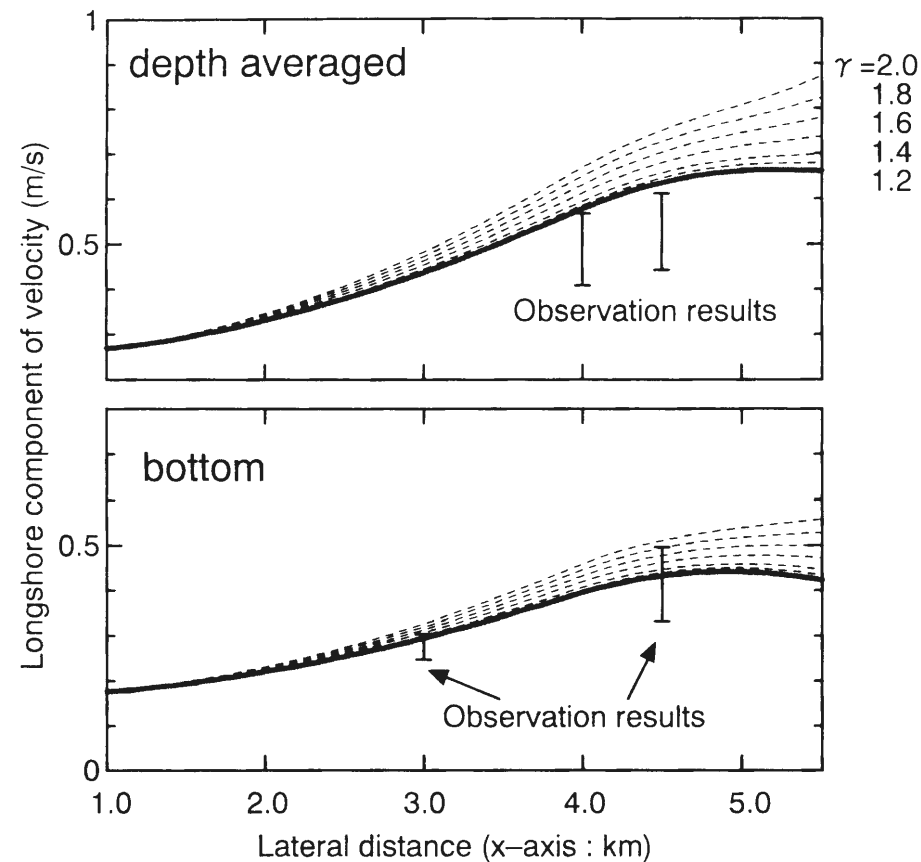 1
depth averaged
γ =2.0
1.8
1.6
1.4
1.2
0.5
Observation results
Longshore component of velocity (m/s)
bottom
0.5
Observation results
0
1.0 2.0 3.0 4.0 5.0
Lateral distance (x–axis : km)